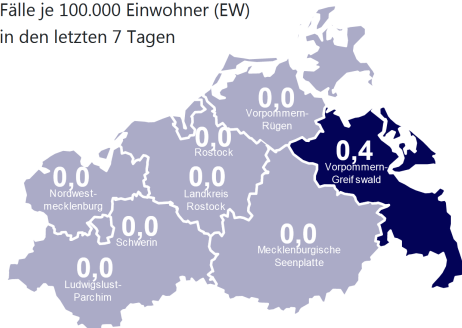 Fälle je 100.000 Einwohner (EW)
in den letzten 7 Tagen
0,0
Vorpommern-
Rügen
0,0
Rostock
0,4
Vorpommern-
Greifswald
0,0
Nordwest-
mecklenburg
0,0
Landkreis
Rostock
0,0
Schwerin
0,0
Mecklenburgische
Seenplatte
0,0
Ludwigslust-
Parchim